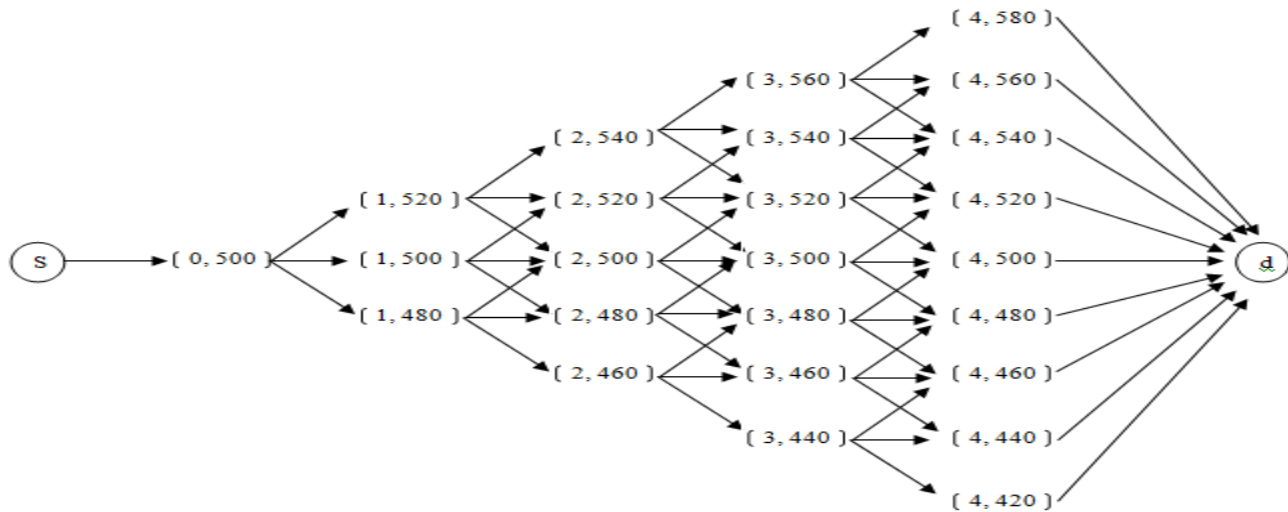 S
( 0, 500 )
( 1, 520 )
( 1, 500 )
( 1, 480 )
( 2, 540 )
( 2, 520 )
( 2, 500 )
( 2, 480 )
( 2, 460 )
( 3, 560 )
( 3, 540 )
( 3, 520 )
( 3, 500 )
( 3, 480 )
( 3, 460 )
( 3, 440 )
( 4, 580 )
( 4, 560 )
( 4, 540 )
( 4, 520 )
( 4, 500 )
( 4, 480 )
( 4, 460 )
( 4, 440 )
( 4, 420 )
d